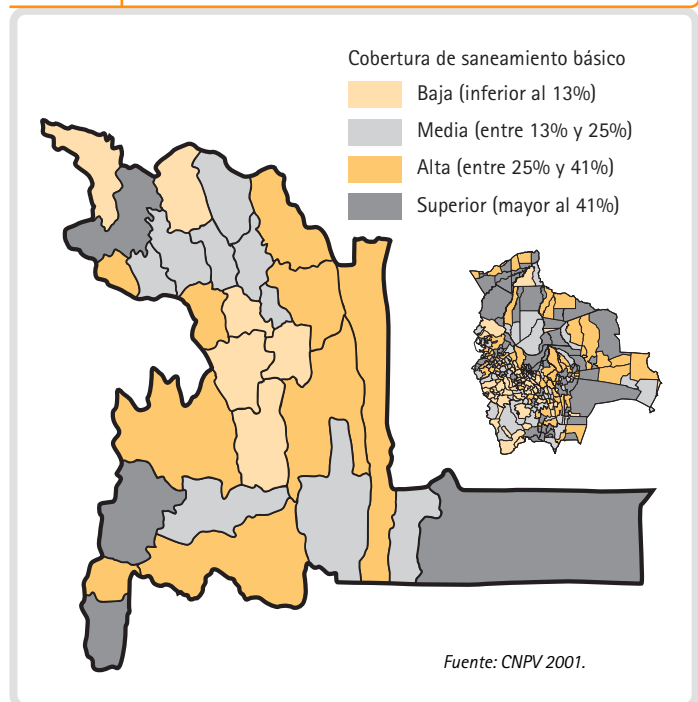 Cobertura de saneamiento básico
Baja (inferior al 13%)
Media (entre 13% y 25%)
Alta (entre 25% y 41%)
Superior (mayor al 41%)
Fuente: CNPV 2001.